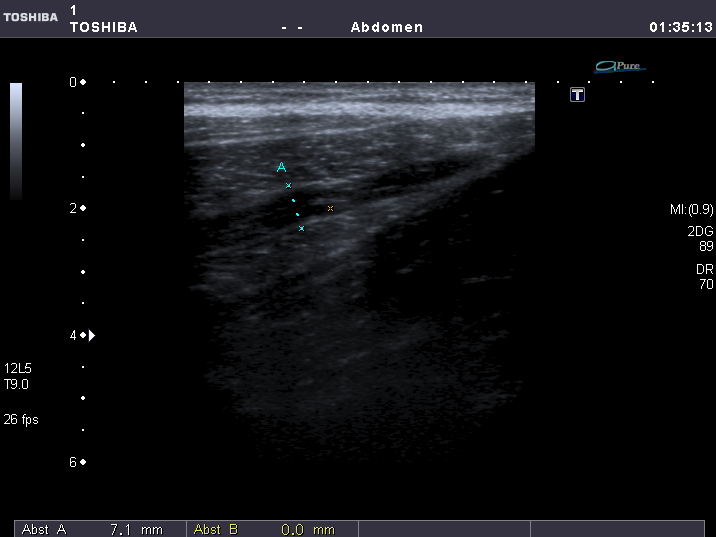 TOSHIBA
1
TOSHIBA - - Abdomen 01:35:13
aPure
T
0
A
2
MI:(0.9)
2DG
89
DR
70
4
12L5
T9.0
26 fps
6
Abst A 7.1 mm Abst B 0.0 mm